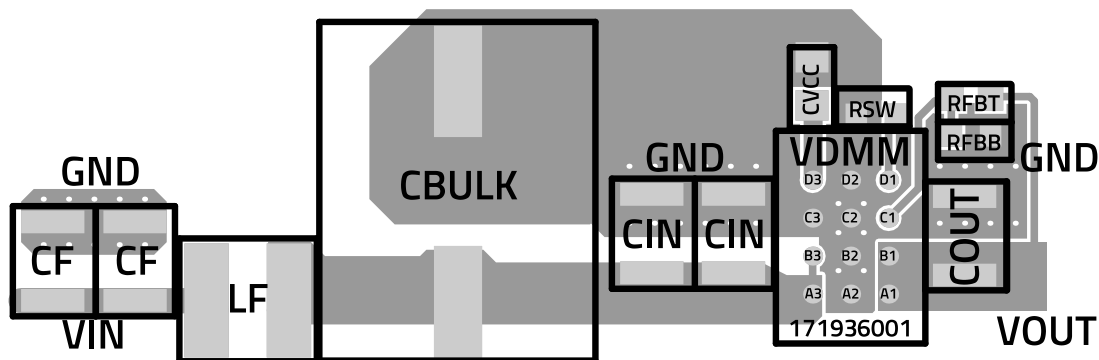 CVCC
RSW
RFBT
RFBB
GND
GND
VDMM
GND
CBULK
D3 D2 D1
CF CF
CIN CIN
C3 C2 C1
COUT
B3 B2 B1
LF
A3 A2 A1
VIN
171936001
VOUT